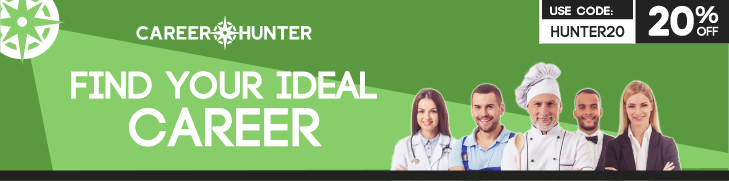 CAREER HUNTER
FIND YOUR IDEAL
CAREER
USE CODE:
HUNTER20
20% OFF